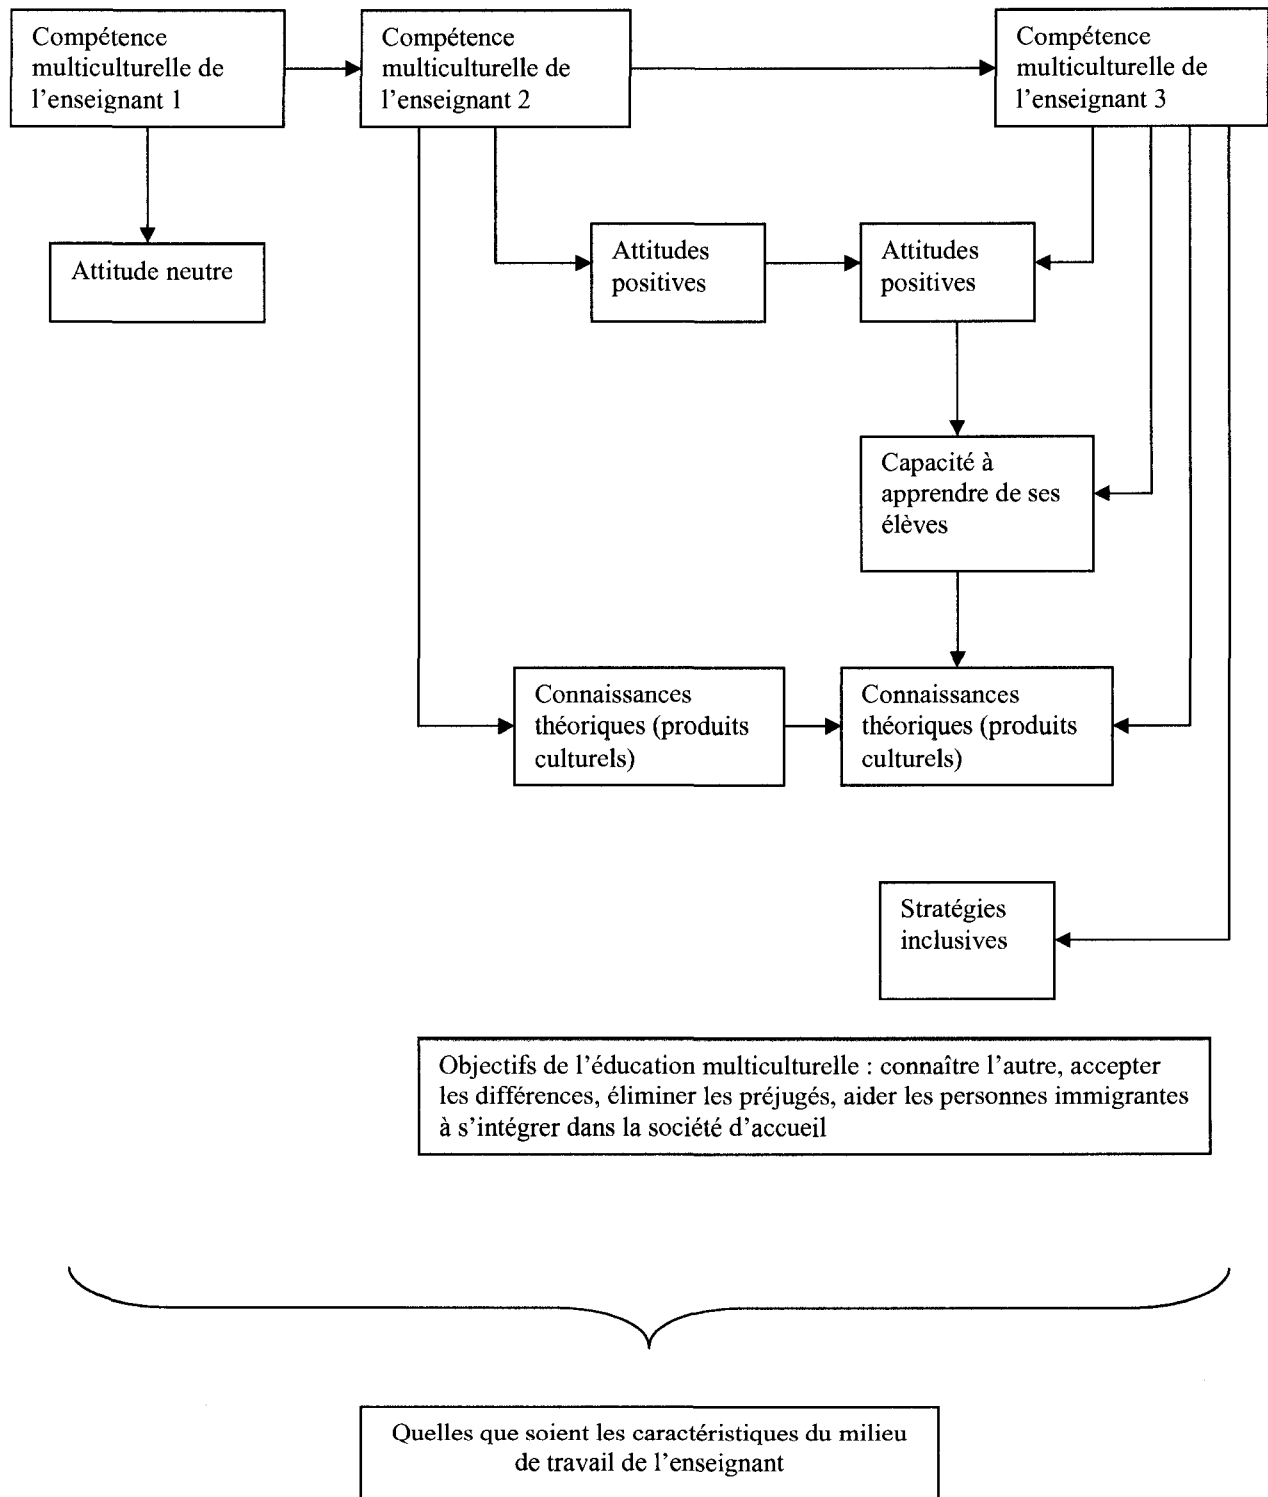 Compétence
multiculturelle de
l’enseignant 1
Compétence
multiculturelle de
l’enseignant 2
Compétence
multiculturelle de
l’enseignant 3
Attitude neutre
Attitudes
positives
Attitudes
positives
Capacité à
apprendre de ses
élèves
Connaissances
théoriques (produits
culturels)
Connaissances
théoriques (produits
culturels)
Stratégies
inclusives
Objectifs de l’éducation multiculturelle : connaître l’autre, accepter
les différences, éliminer les préjugés, aider les personnes immigrantes
à s’intégrer dans la société d’accueil
Quelles que soient les caractéristiques du milieu
de travail de l’enseignant